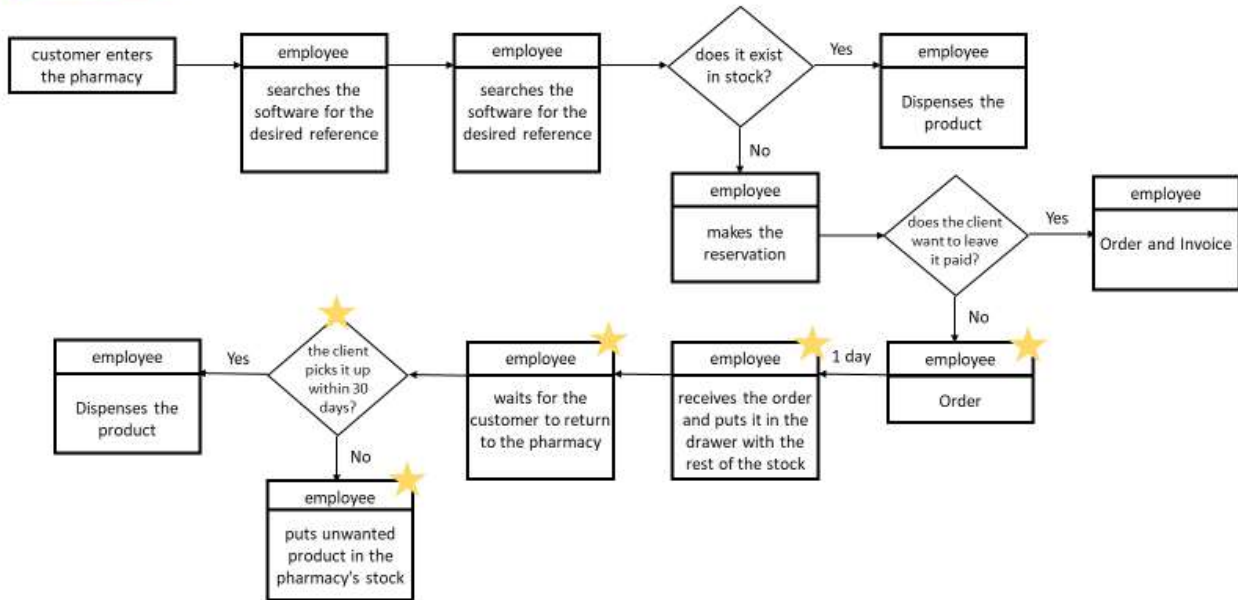 customer enters
the pharmacy
employee
searches the
software for the
desired reference
employee
searches the
software for the
desired reference
does it exist
in stock?
Yes
employee
Dispenses the
product
No
employee
makes the
reservation
does the client
want to leave
it paid?
Yes
employee
Order and Invoice
No
employee
Order
1 day
employee
receives the order
and puts it in the
drawer with the
rest of the stock
employee
waits for the
customer to return
to the pharmacy
the client
picks it up
within 30
days?
Yes
employee
Dispenses the
product
No
employee
puts unwanted
product in the
pharmacy's stock